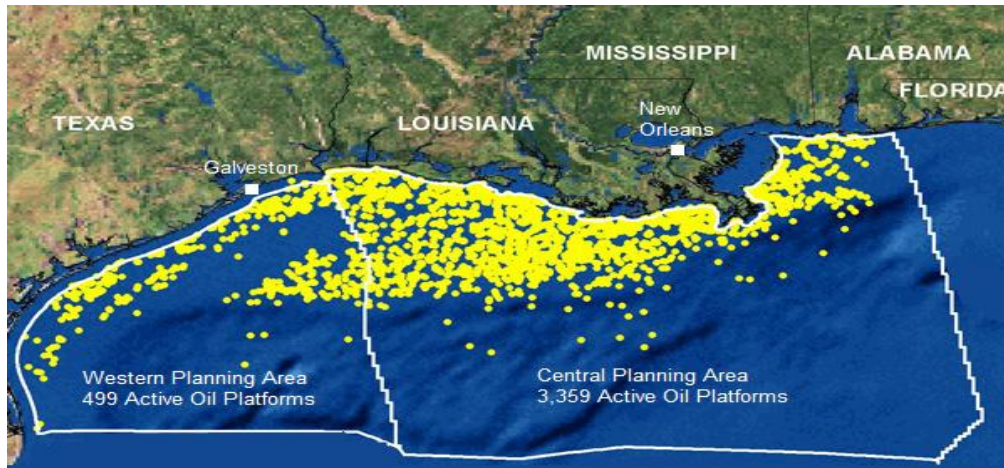 MISSISSIPPI
ALABAMA
FLORIDA
TEXAS
LOUISIANA
New
Orleans
Galveston
Western Planning Area
499 Active Oil Platforms
Central Planning Area
3,359 Active Oil Platforms